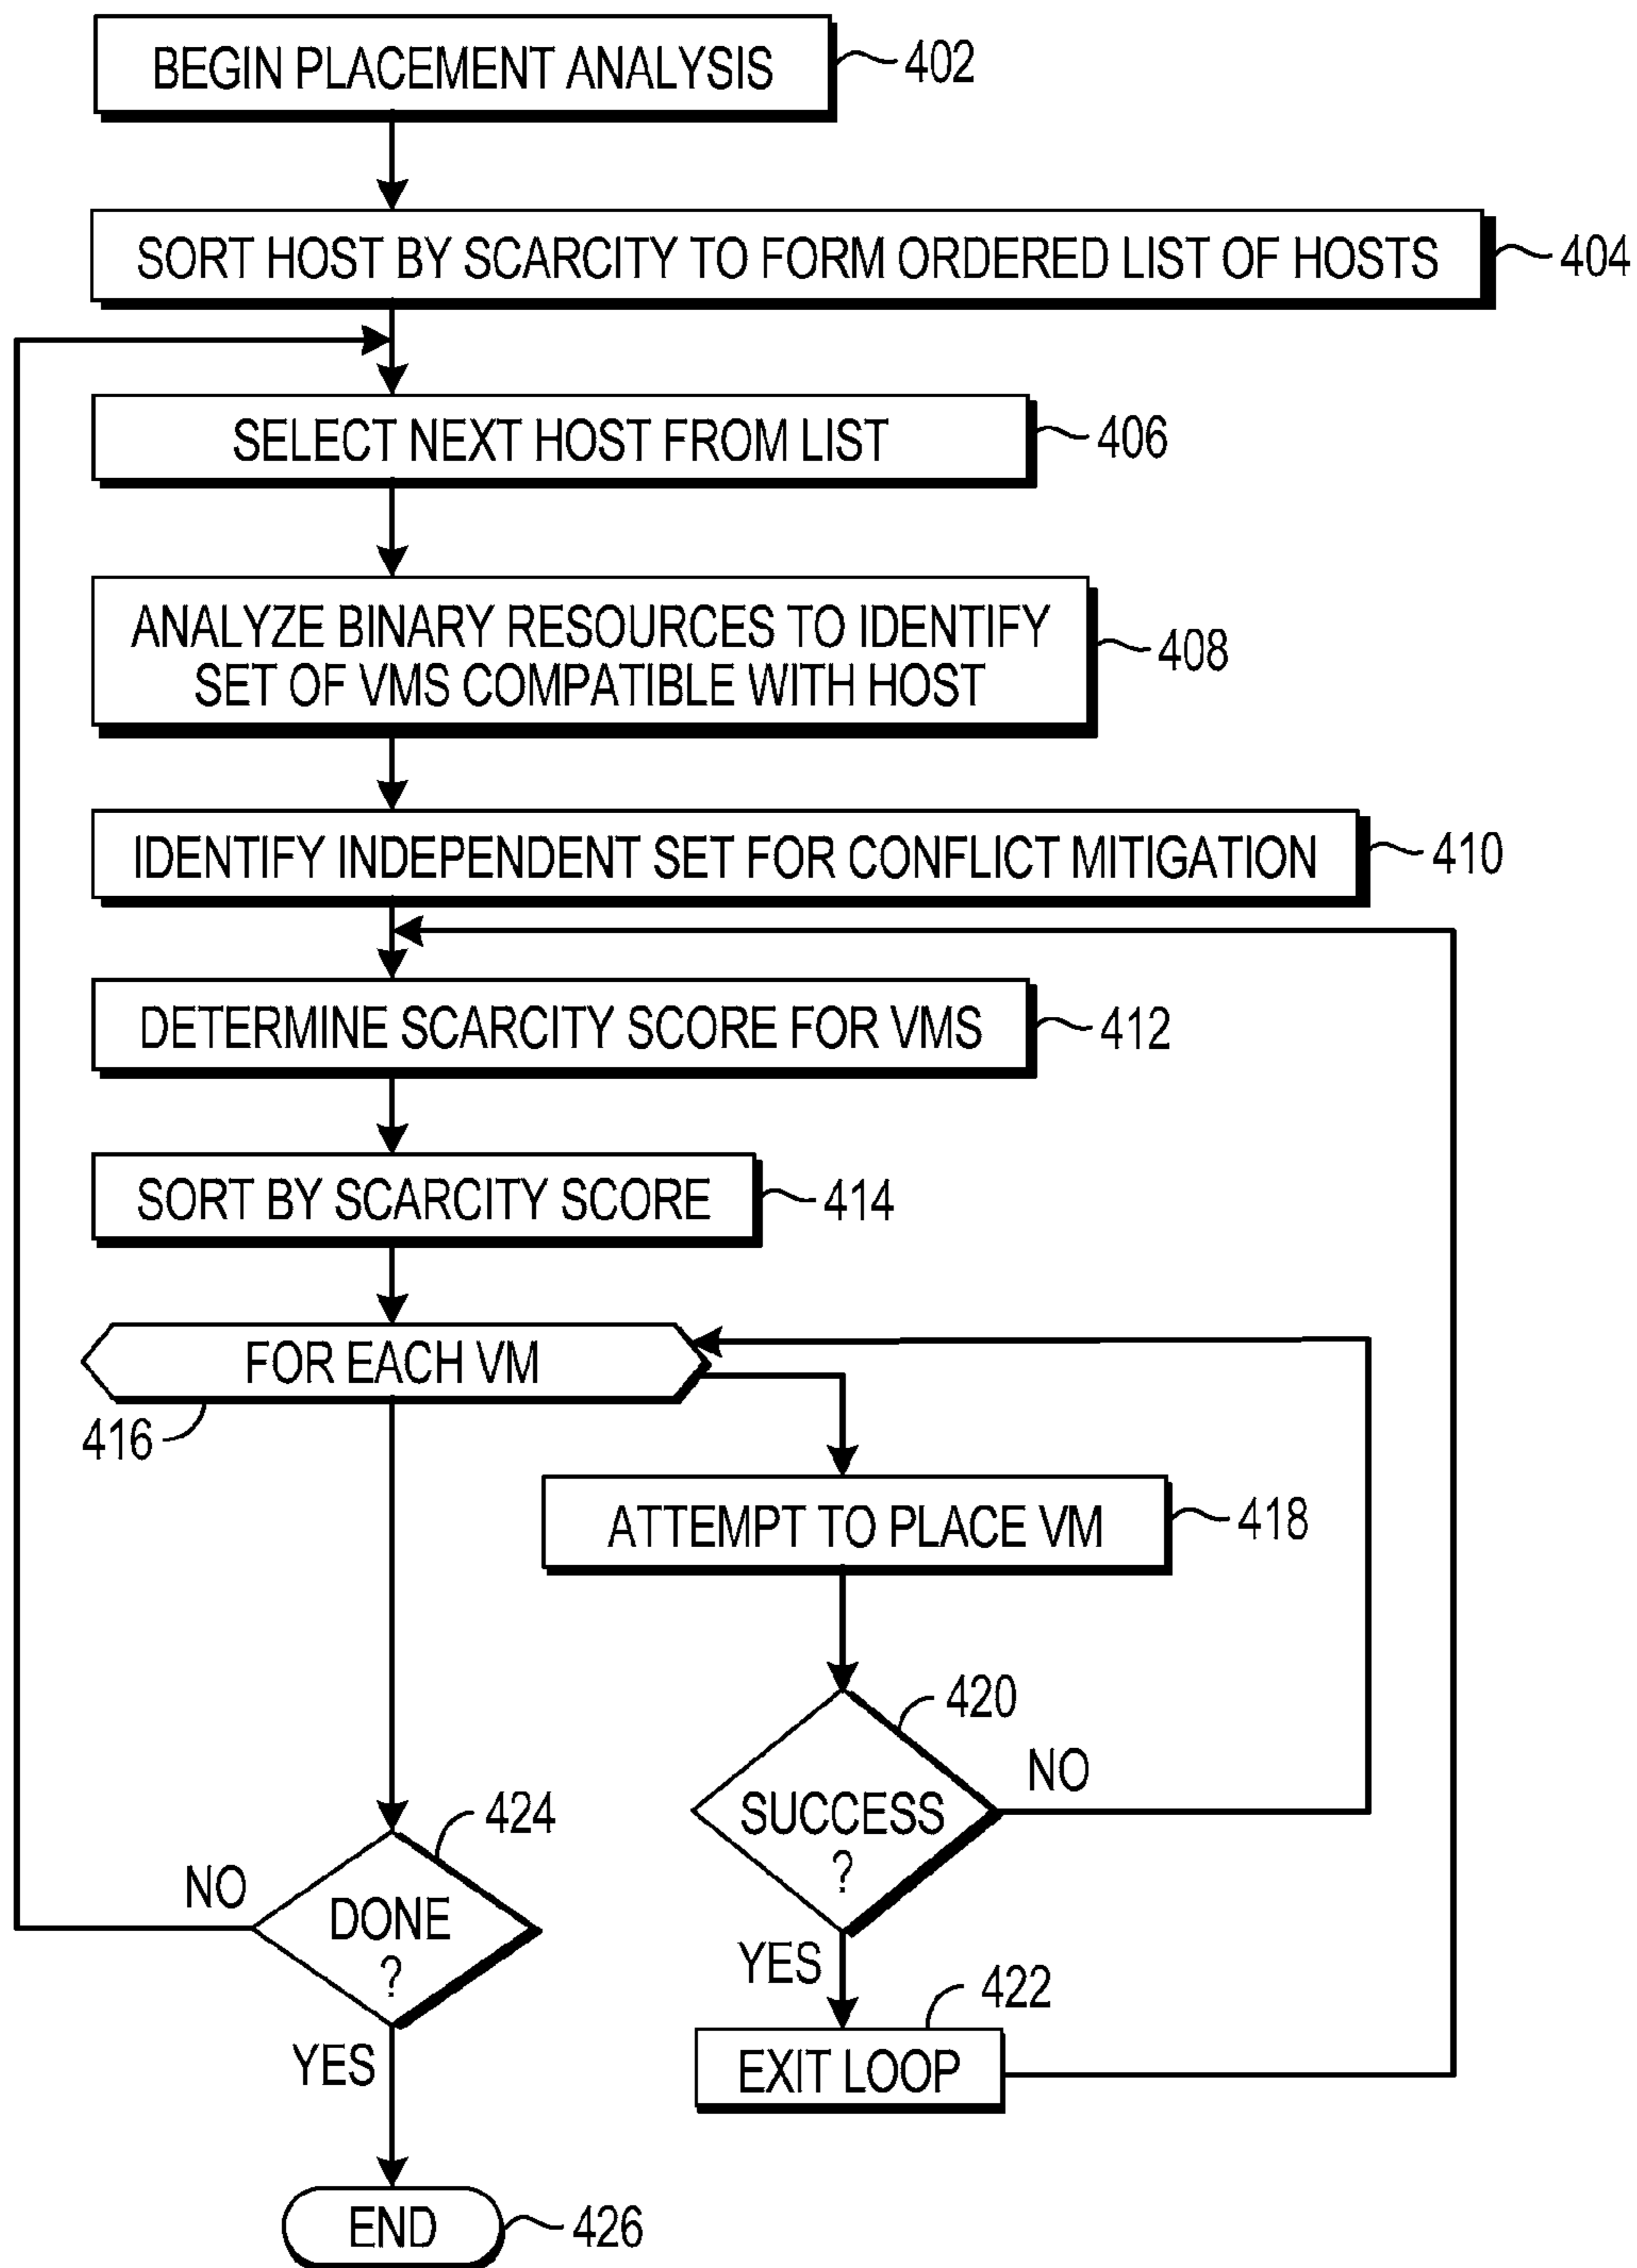 BEGIN PLACEMENT ANALYSIS
402
SORT HOST BY SCARCITY TO FORM ORDERED LIST OF HOSTS
404
SELECT NEXT HOST FROM LIST
406
ANALYZE BINARY RESOURCES TO IDENTIFY
SET OF VMS COMPATIBLE WITH HOST
408
IDENTIFY INDEPENDENT SET FOR CONFLICT MITIGATION
410
DETERMINE SCARCITY SCORE FOR VMS
412
SORT BY SCARCITY SCORE
414
FOR EACH VM
416
ATTEMPT TO PLACE VM
418
420
SUCCESS
?
NO
YES
422
EXIT LOOP
424
DONE
?
NO
YES
END
426